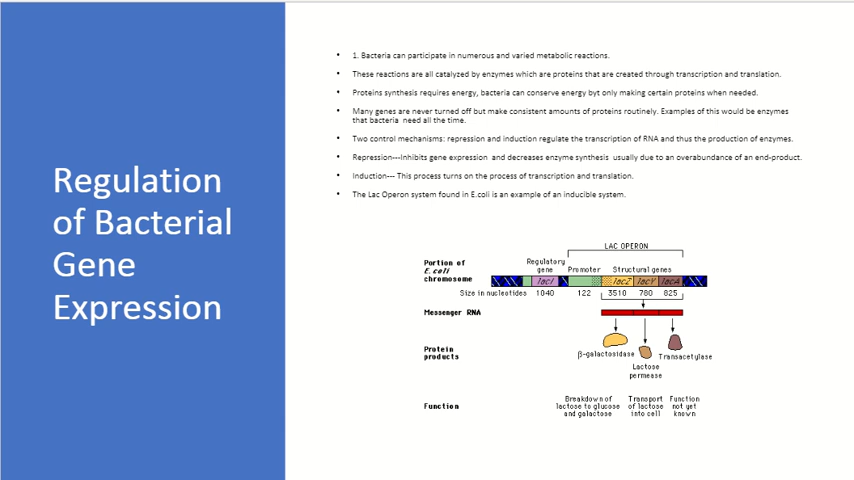 Regulation
of Bacterial
Gene
Expression
• 1. Bacteria can participate in numerous and varied metabolic reactions.
• These reactions are all catalyzed by enzymes which are proteins that are created through transcription and translation.
• Proteins synthesis requires energy, bacteria can conserve energy byt only making certain proteins when needed.
• Many genes are never turned off but make consistent amounts of proteins routinely. Examples of this would be enzymes
that bacteria need all the time.
• Two control mechanisms: repression and induction regulate the transcription of RNA and thus the production of enzymes.
• Repression---Inhibits gene expression and decreases enzyme synthesis usually due to an overabundance of an end-product.
• Induction--- This process turns on the process of transcription and translation.
• The Lac Operon system found in E.coli is an example of an inducible system.
LAC OPERON
Portion of
E. coli
chromosome
Regulatory
gene
Promoter
Structural genes
lacI
lacZ
lacY
lacA
Size in nucleotides 1040 122 3510 780 825
Messenger RNA
Protein
products
β-galactosidase
Lactose
permease
Transacetylase
Function
Breakdown of
lactose to glucose
and galactose
Transport
of lactose
into cell
Function
not yet
known